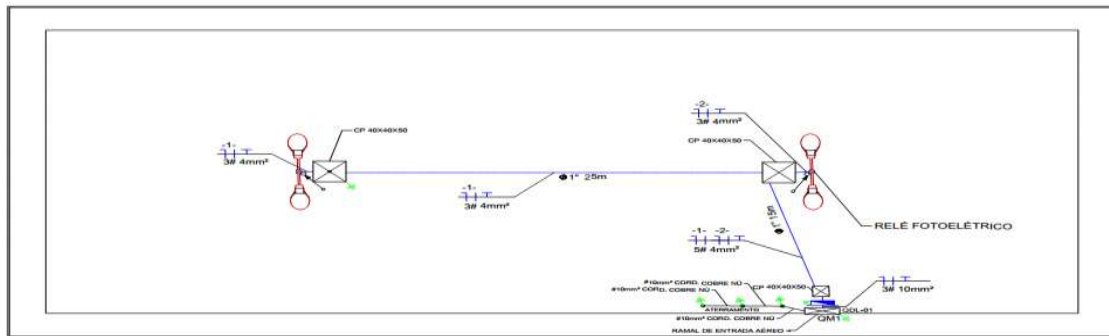 -2-
3# 4mm²
CP 40X40X50
CP 40X40X50
-1-
3# 4mm²
1" 25m
-1-
3# 4mm²
1" 15m
RELÉ FOTOELÉTRICO
-1- -2-
5# 4mm²
#10mm² CORD. COBRE NÚ
#10mm² CORD. COBRE NÚ
CP 40X40X50
3# 10mm²
ATERRAMENTO
QDL-01
#10mm² CORD. COBRE NÚ
QM1
RAMAL DE ENTRADA AÉREO